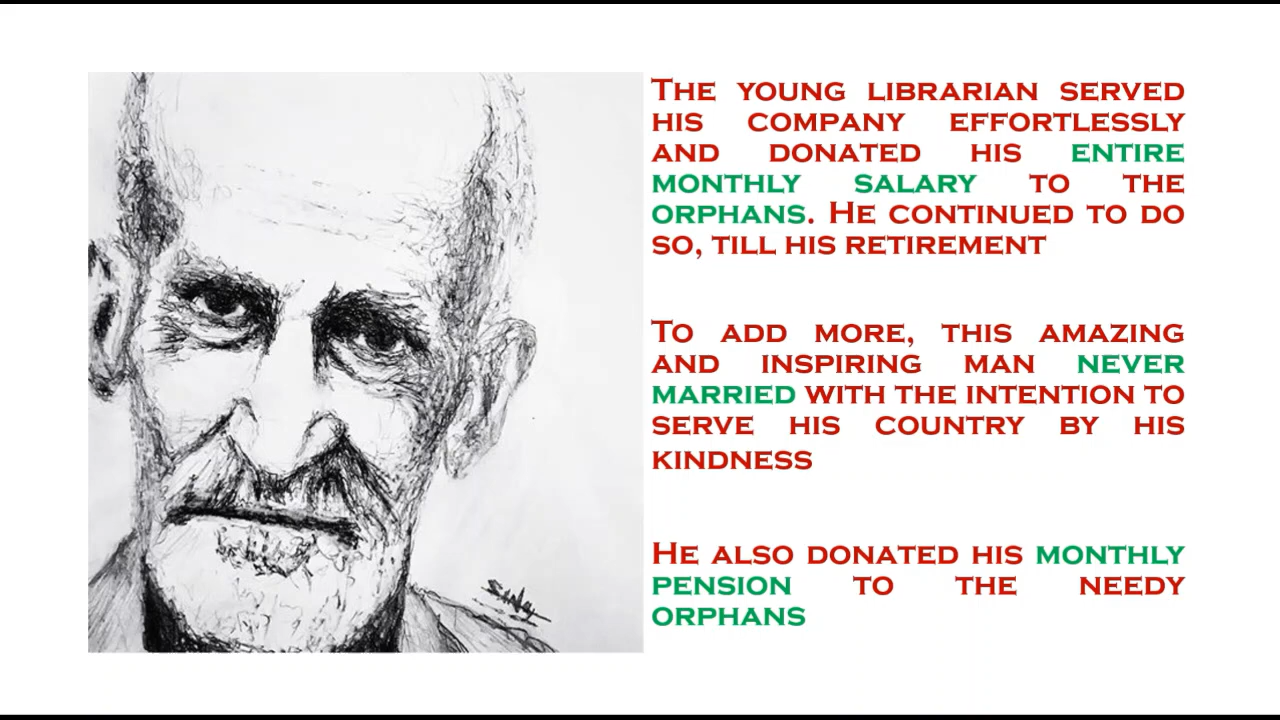 The young librarian served
his company effortlessly
and donated his entire
monthly salary to the
orphans. He continued to do
so, till his retirement
To add more, this amazing
and inspiring man never
married with the intention to
serve his country by his
kindness
He also donated his monthly
pension to the needy
orphans